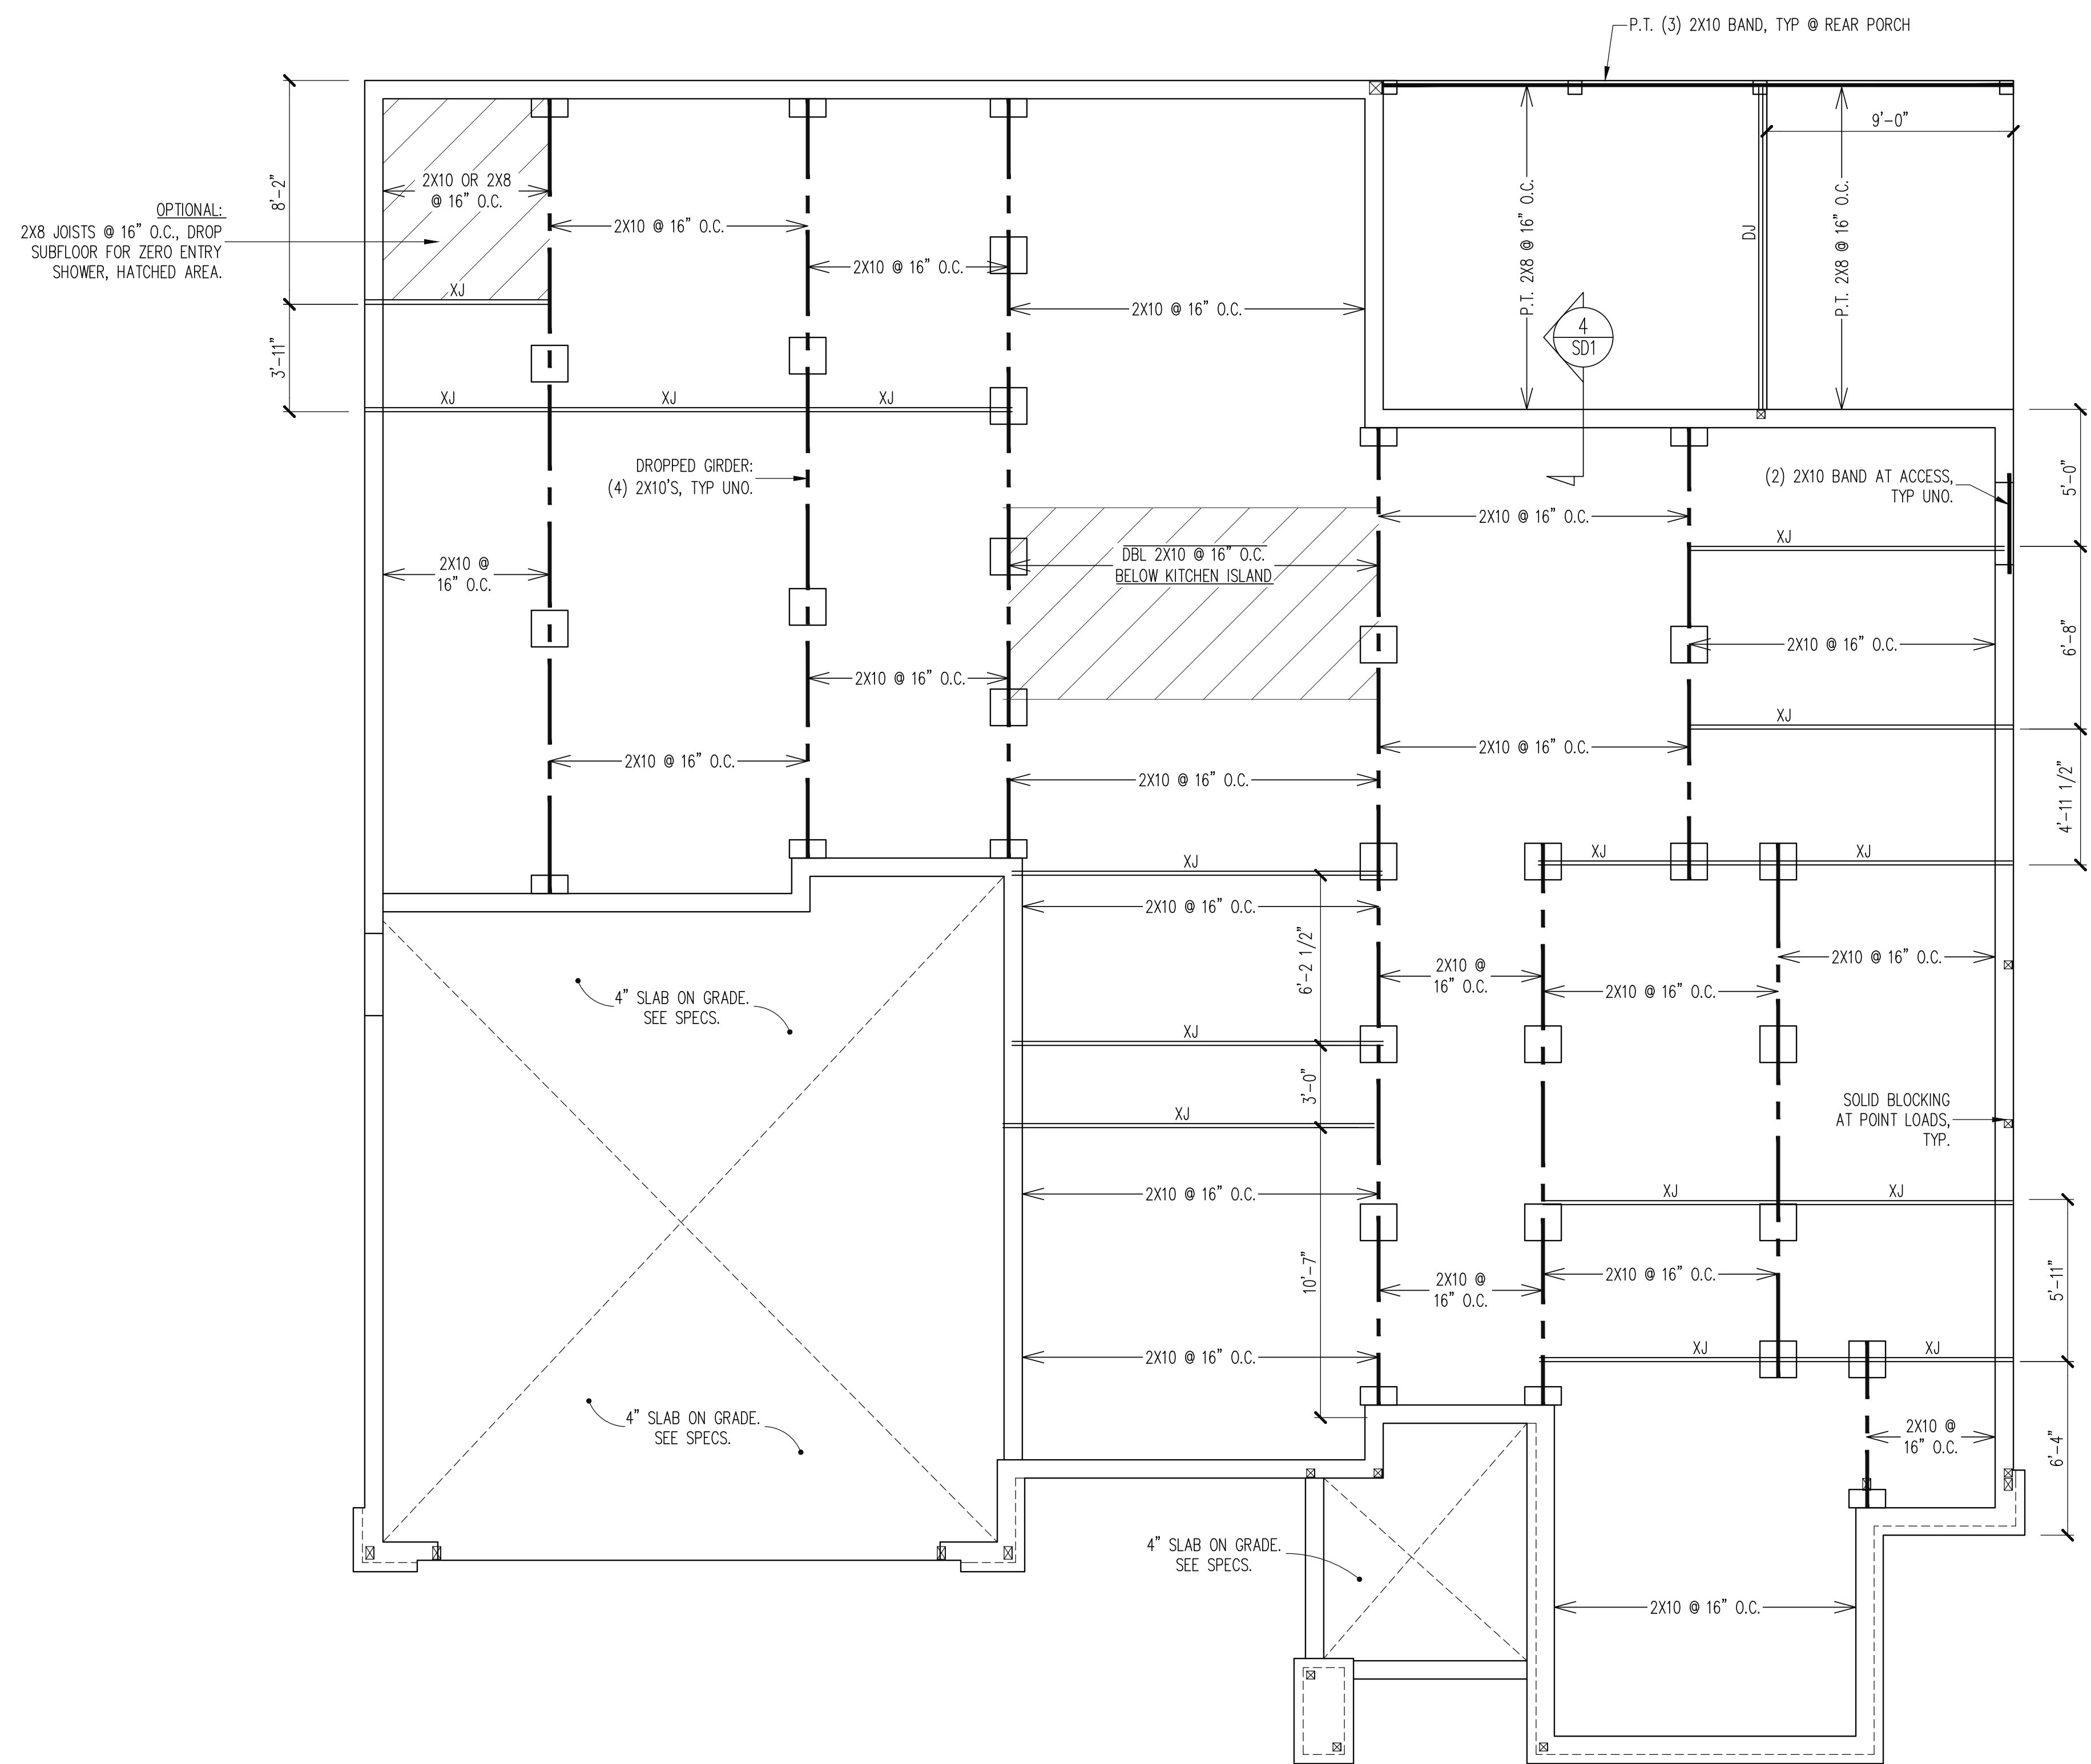 P.T. (3) 2X10 BAND, TYP @ REAR PORCH
9'-0"
8'-2"
2X10 OR 2X8
@ 16" O.C.
OPTIONAL:
2X8 JOISTS @ 16" O.C., DROP
SUBFLOOR FOR ZERO ENTRY
SHOWER, HATCHED AREA.
2X10 @ 16" O.C.
2X10 @ 16" O.C.
2X10 @ 16" O.C.
P.T. 2X8 @ 16" O.C.
DJ
P.T. 2X8 @ 16" O.C.
XJ
4
SD1
3'-11"
XJ
XJ
XJ
DROPPED GIRDER:
(4) 2X10'S, TYP UNO.
(2) 2X10 BAND AT ACCESS,
TYP UNO.
5'-0"
2X10 @ 16" O.C.
XJ
2X10 @
16" O.C.
DBL 2X10 @ 16" O.C.
BELOW KITCHEN ISLAND
6'-8"
2X10 @ 16" O.C.
2X10 @ 16" O.C.
XJ
2X10 @ 16" O.C.
2X10 @ 16" O.C.
2X10 @ 16" O.C.
4'-11 1/2"
XJ
XJ
XJ
2X10 @ 16" O.C.
6'-2 1/2"
2X10 @
16" O.C.
2X10 @ 16" O.C.
2X10 @ 16" O.C.
4" SLAB ON GRADE.
SEE SPECS.
XJ
3'-0"
XJ
SOLID BLOCKING
AT POINT LOADS,
TYP.
2X10 @ 16" O.C.
XJ
XJ
10'-7"
2X10 @
16" O.C.
2X10 @ 16" O.C.
5'-11"
2X10 @ 16" O.C.
XJ
XJ
4" SLAB ON GRADE.
SEE SPECS.
2X10 @
16" O.C.
6'-4"
4" SLAB ON GRADE.
SEE SPECS.
2X10 @ 16" O.C.